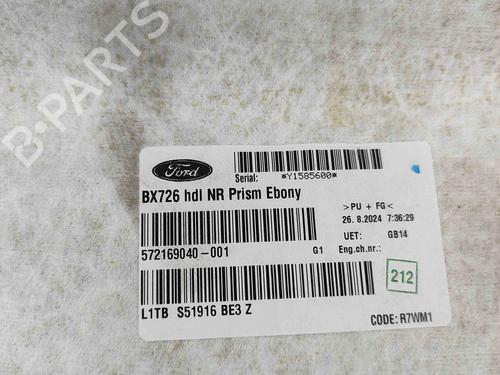 B-PARTS
Ford
Serial: *Y1585600*
BX726 hdl NR Prism Ebony
>PU + FG<
26. 8.2024 7:36:29
572169040-001 G1
UET: GB14
Eng.ch.nr.:
212
L1TB S51916 BE3 Z
CODE: R7WM1